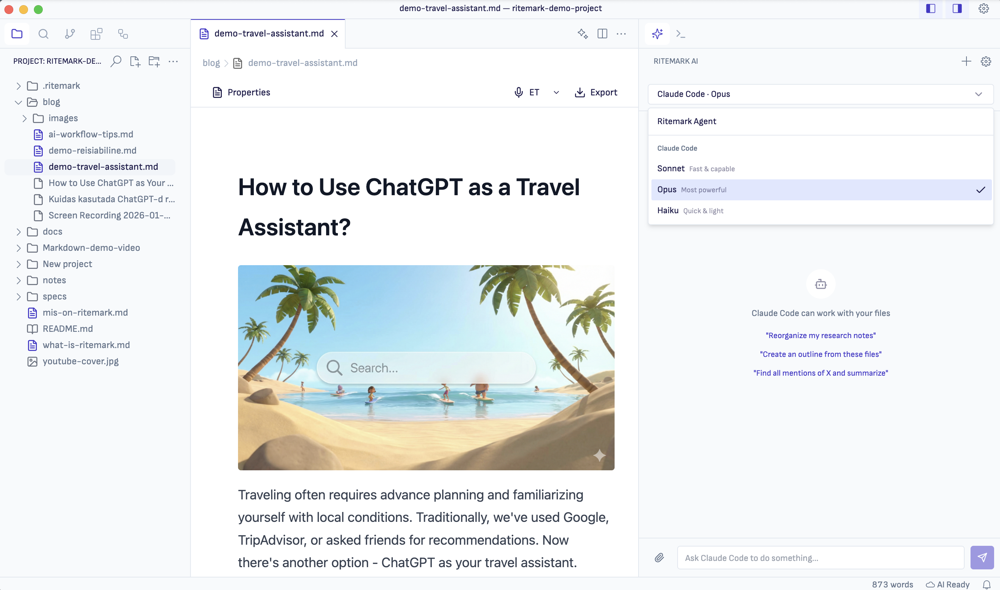 demo-travel-assistant.md — ritemark-demo-project
PROJECT: RITEMARK-DE...
.ritemark
blog
images
ai-workflow-tips.md
demo-reisiabiline.md
demo-travel-assistant.md
How to Use ChatGPT as Your ...
Kuidas kasutada ChatGPT-d r...
Screen Recording 2026-01-...
docs
Markdown-demo-video
New project
notes
specs
mis-on-ritemark.md
README.md
what-is-ritemark.md
youtube-cover.jpg
demo-travel-assistant.md
blog > demo-travel-assistant.md
Properties
ET
Export
How to Use ChatGPT as a Travel
Assistant?
Search...
Traveling often requires advance planning and familiarizing
yourself with local conditions. Traditionally, we've used Google,
TripAdvisor, or asked friends for recommendations. Now
there's another option - ChatGPT as your travel assistant.
RITEMARK AI
Claude Code · Opus
Ritemark Agent
Claude Code
Sonnet Fast & capable
Opus Most powerful
Haiku Quick & light
Claude Code can work with your files
"Reorganize my research notes"
"Create an outline from these files"
"Find all mentions of X and summarize"
Ask Claude Code to do something...
873 words
AI Ready